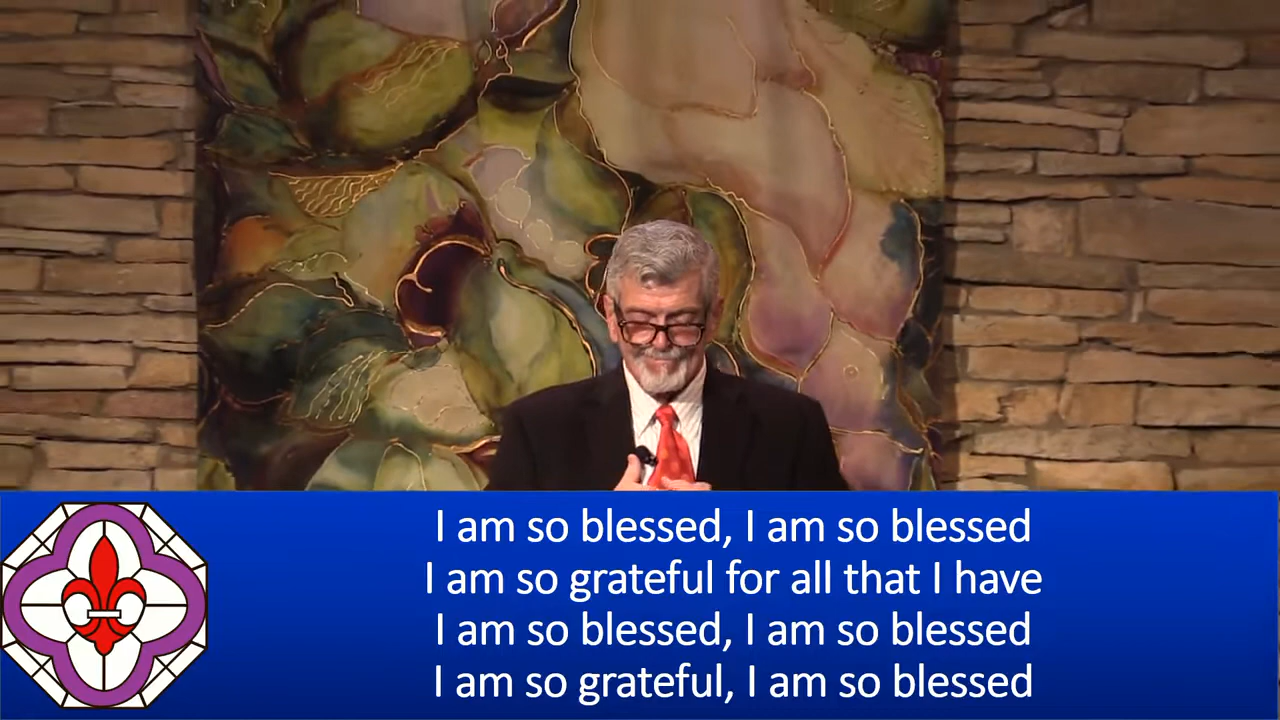 I am so blessed, I am so blessed
I am so grateful for all that I have
I am so blessed, I am so blessed
I am so grateful, I am so blessed